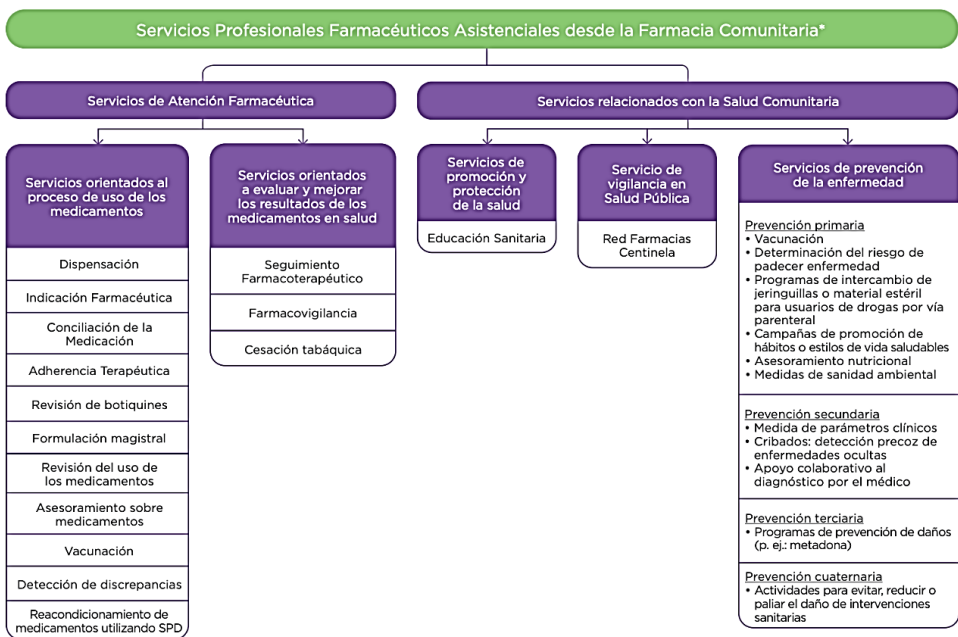 Servicios Profesionales Farmacéuticos Asistenciales desde la Farmacia Comunitaria*
Servicios de Atención Farmacéutica
Servicios relacionados con la Salud Comunitaria
Servicios orientados al
proceso de uso de los
medicamentos
Dispensación
Indicación Farmacéutica
Conciliación de la
Medicación
Adherencia Terapéutica
Revisión de botiquines
Formulación magistral
Revisión del uso de
los medicamentos
Asesoramiento sobre
medicamentos
Vacunación
Detección de discrepancias
Reacondicionamiento de
medicamentos utilizando SPD
Servicios orientados
a evaluar y mejorar
los resultados de los
medicamentos en salud
Seguimiento
Farmacoterapéutico
Farmacovigilancia
Cesación tabáquica
Servicios de
promoción y
protección
de la salud
Educación Sanitaria
Servicio de
vigilancia en
Salud Pública
Red Farmacias
Centinela
Servicios de prevención
de la enfermedad
Prevención primaria
• Vacunación
• Determinación del riesgo de
padecer enfermedad
• Programas de intercambio de
jeringuillas o material estéril
para usuarios de drogas por vía
parenteral
• Campañas de promoción de
hábitos o estilos de vida saludables
• Asesoramiento nutricional
• Medidas de sanidad ambiental
Prevención secundaria
• Medida de parámetros clínicos
• Cribados: detección precoz de
enfermedades ocultas
• Apoyo colaborativo al
diagnóstico por el médico
Prevención terciaria
• Programas de prevención de daños
(p. ej.: metadona)
Prevención cuaternaria
• Actividades para evitar, reducir o
paliar el daño de intervenciones
sanitarias